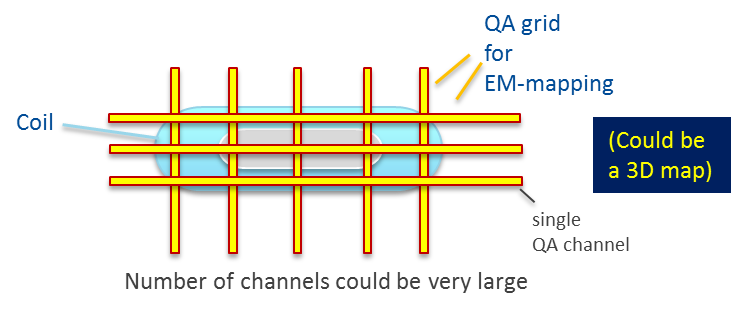 QA grid
for
EM-mapping
Coil
(Could be
a 3D map)
single
QA channel
Number of channels could be very large